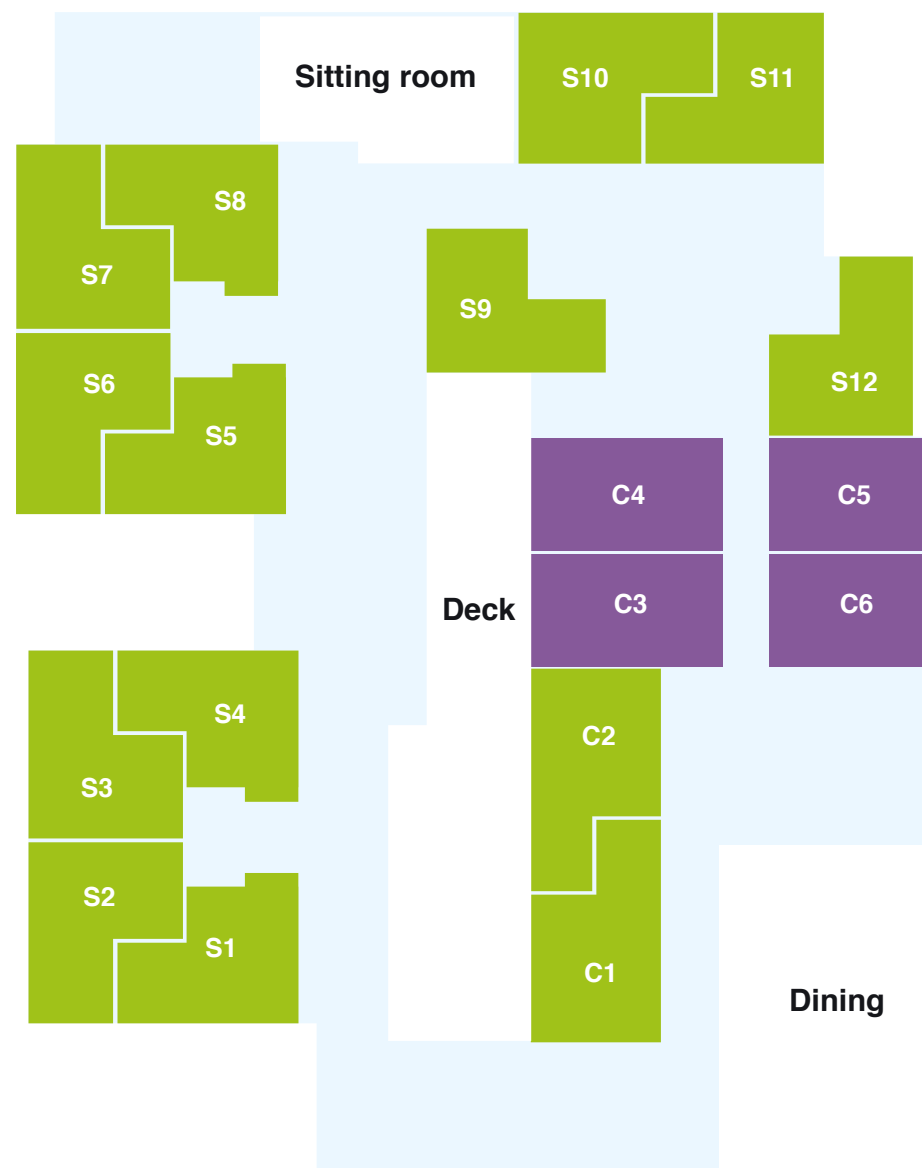 Sitting room
S10
S11
S8
S7
S9
S6
S12
S5
C4
C5
Deck
C3
C6
S4
C2
S3
S2
S1
C1
Dining